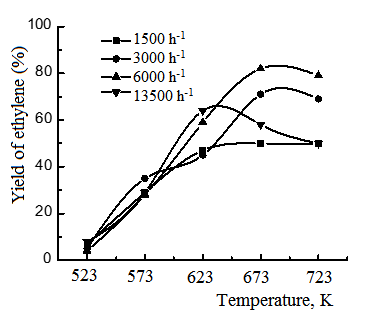 1500 h-1
3000 h-1
6000 h-1
13500 h-1
Yield of ethylene (%)
100
80
60
40
20
0
523 573 623 673 723
Temperature, K